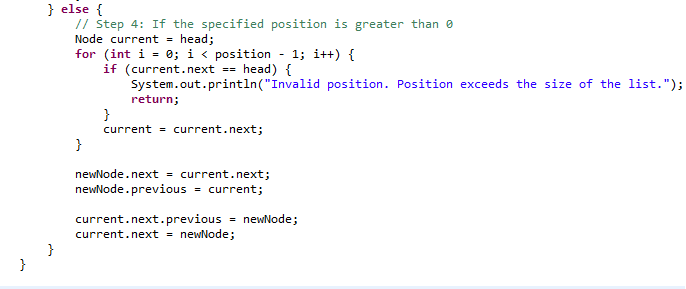 } else {
// Step 4: If the specified position is greater than 0
Node current = head;
for (int i = 0; i < position - 1; i++) {
if (current.next == head) {
System.out.println("Invalid position. Position exceeds the size of the list.");
return;
}
current = current.next;
}
newNode.next = current.next;
newNode.previous = current;
current.next.previous = newNode;
current.next = newNode;
}
}